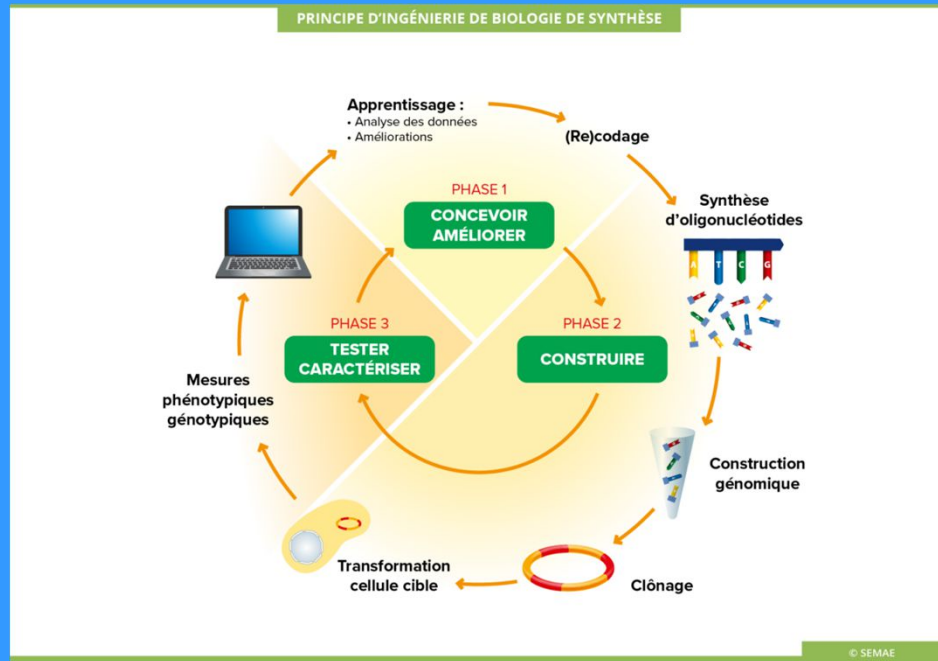 PRINCIPE D'INGÉNIERIE DE BIOLOGIE DE SYNTHÈSE
Apprentissage :
• Analyse des données
• Améliorations
(Re)codage
Synthèse
d'oligonucléotides
A T C G
PHASE 1
CONCEVOIR
AMÉLIORER
PHASE 2
CONSTRUIRE
PHASE 3
TESTER
CARACTÉRISER
Construction
génomique
Clônage
Transformation
cellule cible
Mesures
phénotypiques
génotypiques
© SEMAE